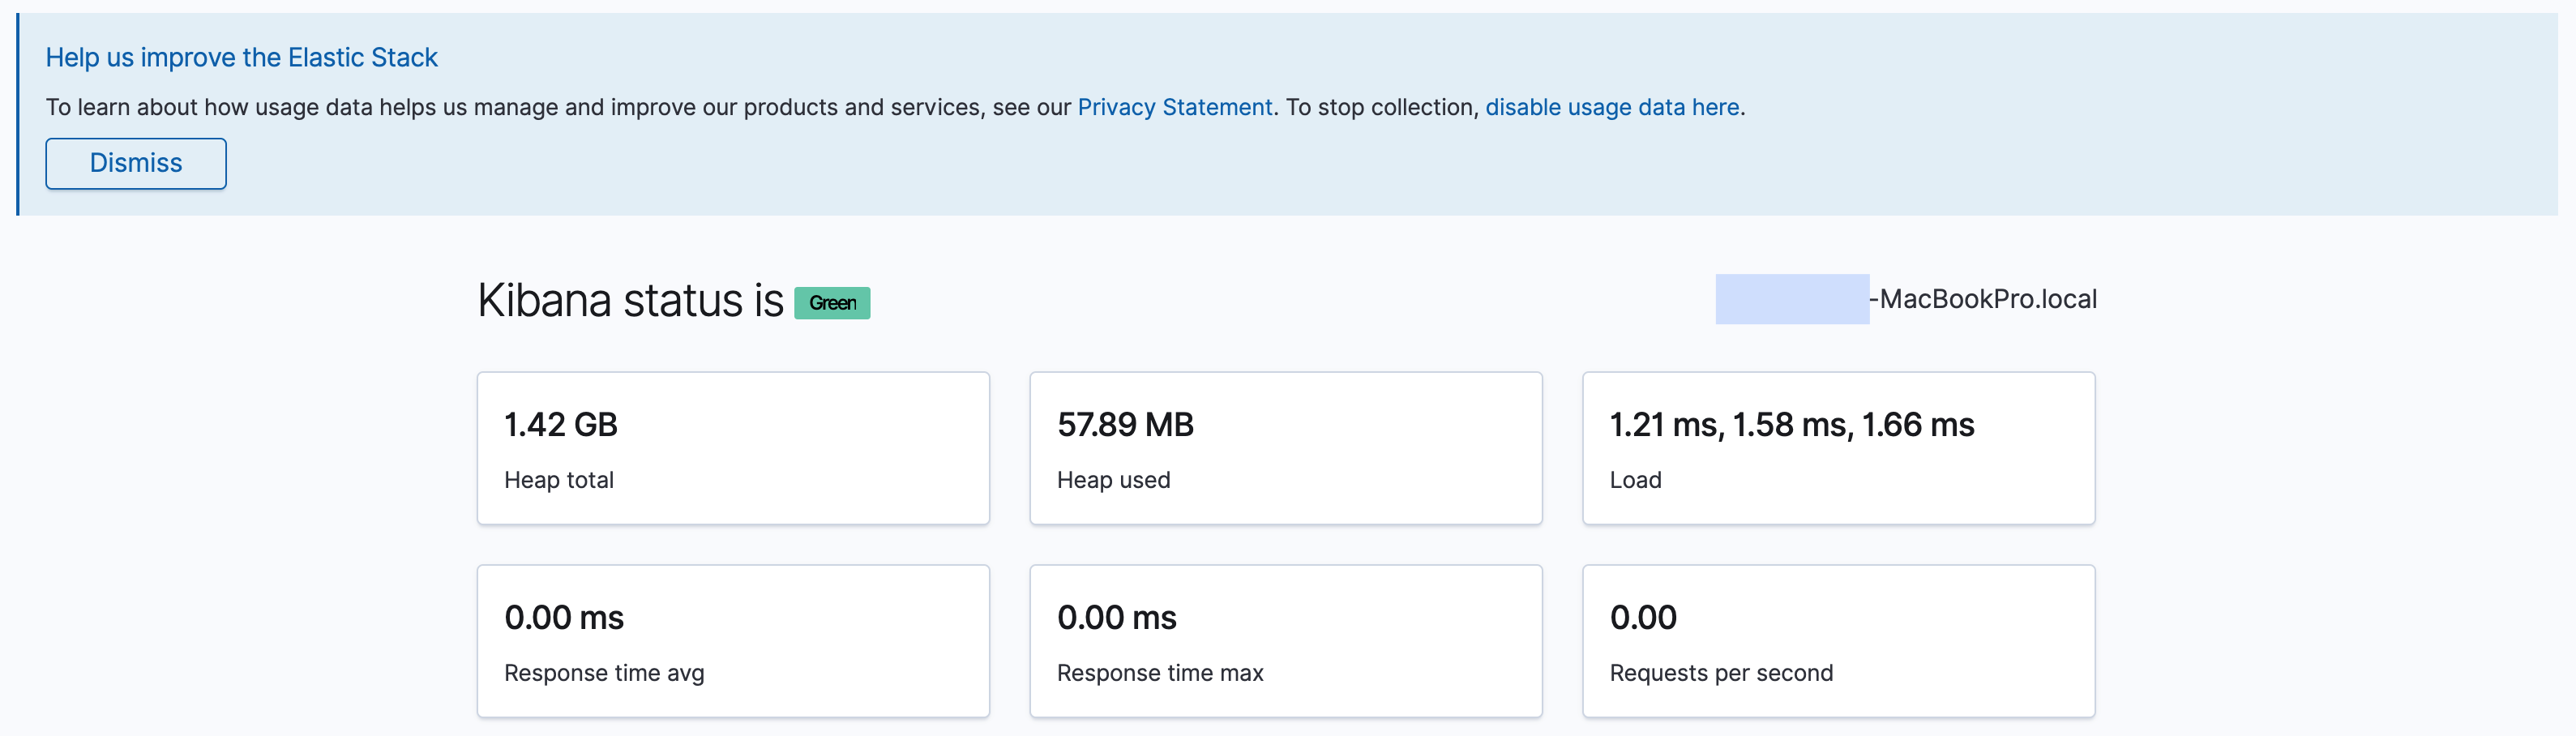 Help us improve the Elastic Stack
To learn about how usage data helps us manage and improve our products and services, see our Privacy Statement. To stop collection, disable usage data here.
Dismiss
Kibana status is Green
-MacBookPro.local
1.42 GB
Heap total
57.89 MB
Heap used
1.21 ms, 1.58 ms, 1.66 ms
Load
0.00 ms
Response time avg
0.00 ms
Response time max
0.00
Requests per second